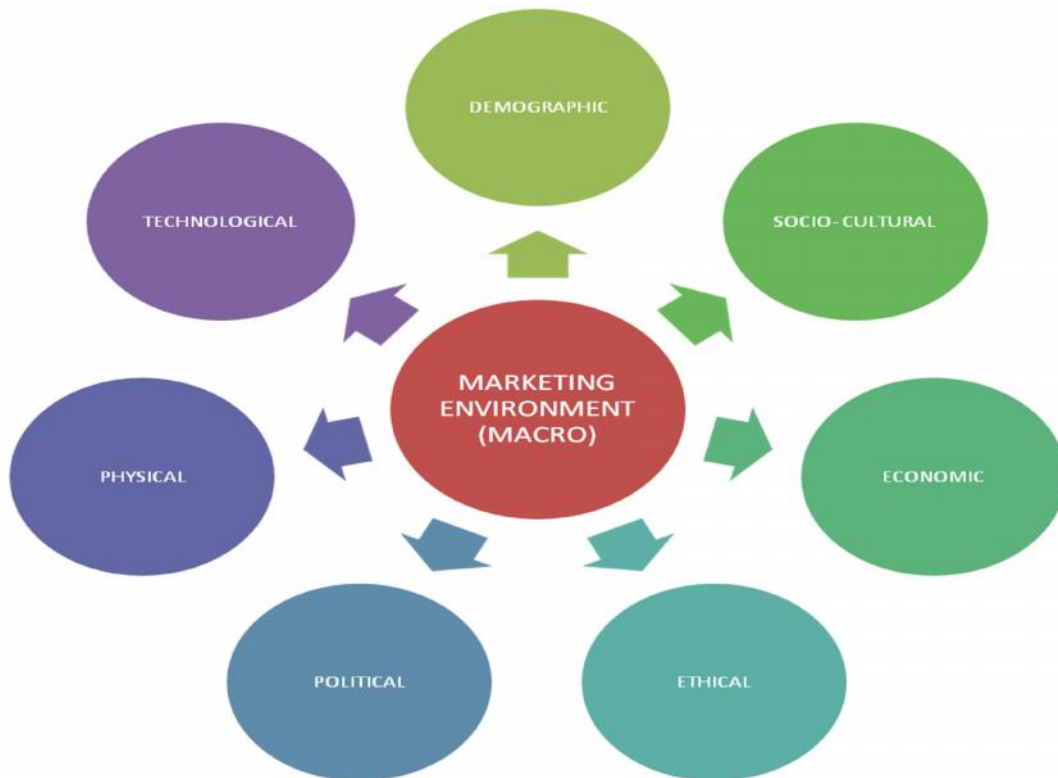 DEMOGRAPHIC
TECHNOLOGICAL
SOCIO- CULTURAL
MARKETING
ENVIRONMENT
(MACRO)
PHYSICAL
ECONOMIC
POLITICAL
ETHICAL